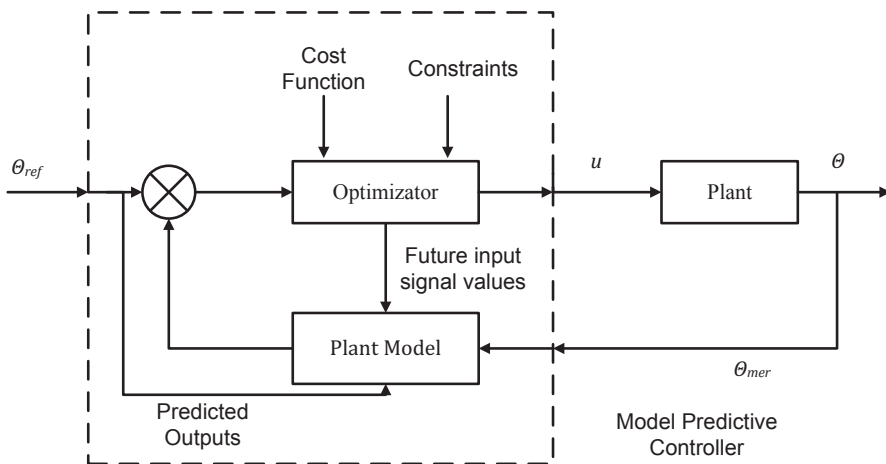 Cost
Function
Constraints
Θref
Optimizator
u
Plant
Θ
Future input
signal values
Plant Model
Θmer
Predicted
Outputs
Model Predictive
Controller